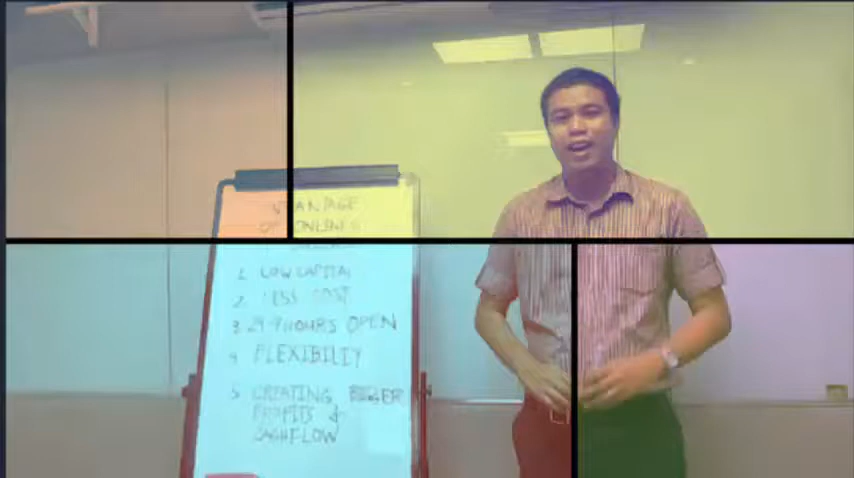 OF ONLINE
1. LOW CAPITAL
2. LESS COST
3. 24-7 HOURS OPEN
4. FLEXIBILITY
5. CREATING BIGGER
PROFITS &
CASHFLOW